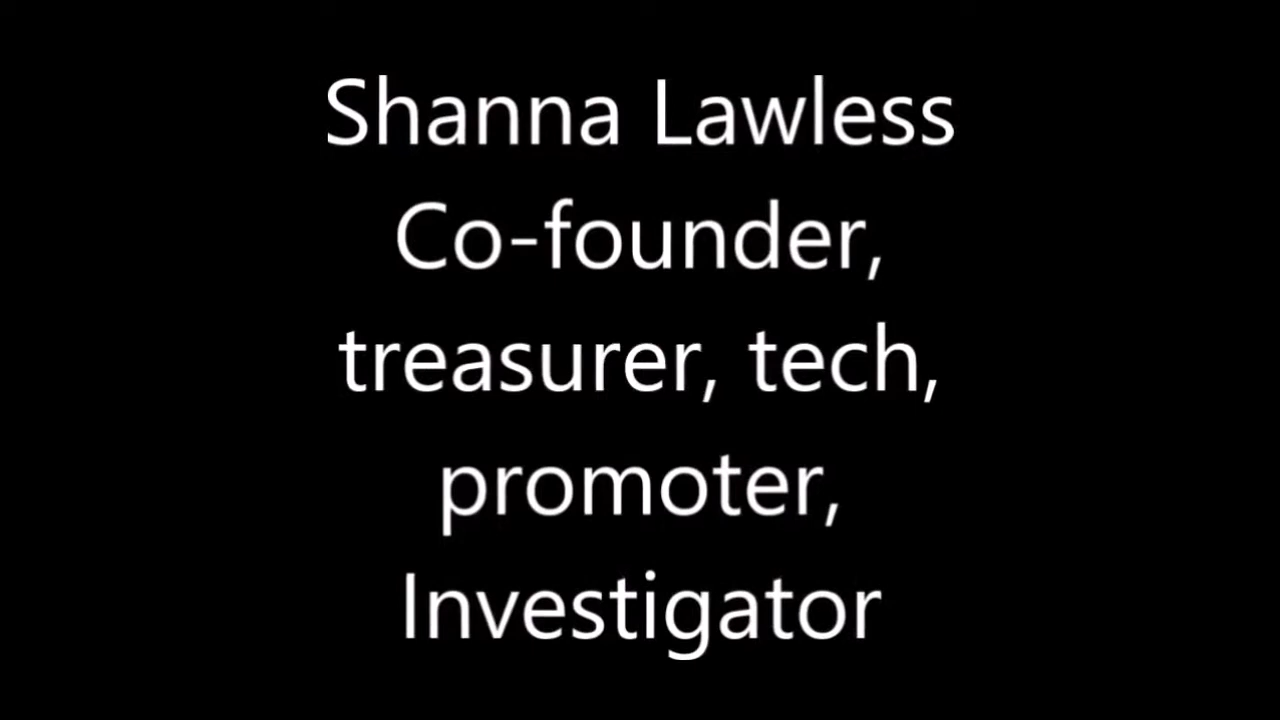 Shanna Lawless
Co-founder,
treasurer, tech,
promoter,
Investigator